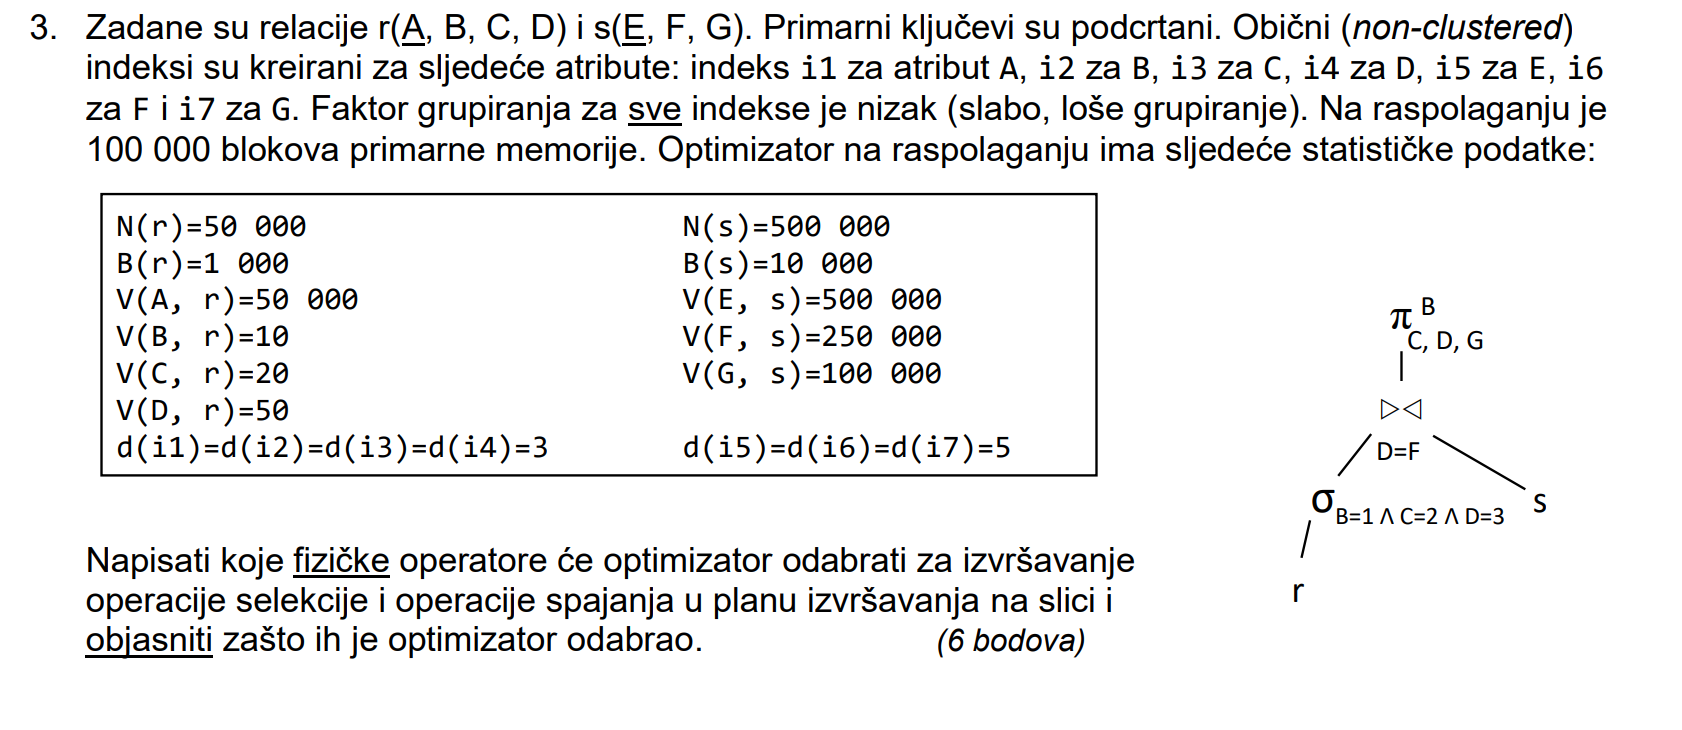 3. Zadane su relacije r(A, B, C, D) i s(E, F, G). Primarni ključevi su podcrtani. Obični (non-clustered)
indeksi su kreirani za sljedeće atribute: indeks i1 za atribut A, i2 za B, i3 za C, i4 za D, i5 za E, i6
za F i i7 za G. Faktor grupiranja za sve indekse je nizak (slabo, loše grupiranje). Na raspolaganju je
100 000 blokova primarne memorije. Optimizator na raspolaganju ima sljedeće statističke podatke:
N(r)=50 000 N(s)=500 000
B(r)=1 000 B(s)=10 000
V(A, r)=50 000 V(E, s)=500 000
V(B, r)=10 V(F, s)=250 000
V(C, r)=20 V(G, s)=100 000
V(D, r)=50
d(i1)=d(i2)=d(i3)=d(i4)=3 d(i5)=d(i6)=d(i7)=5
π B
C, D, G
▷◁
D=F
σ B=1 ∧ C=2 ∧ D=3 s
r
Napisati koje fizičke operatore će optimizator odabrati za izvršavanje
operacije selekcije i operacije spajanja u planu izvršavanja na slici i
objasniti zašto ih je optimizator odabrao. (6 bodova)